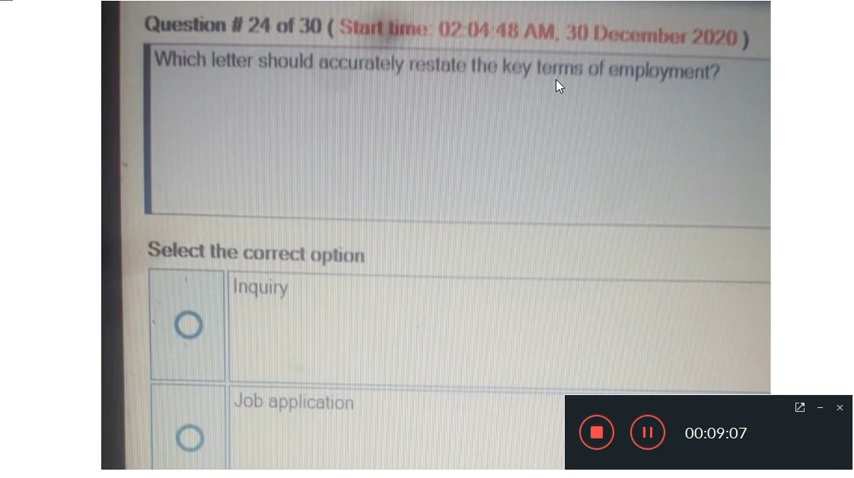 Question # 24 of 30 ( Start time: 02:04:48 AM, 30 December 2020 )
Which letter should accurately restate the key terms of employment?
Select the correct option
Inquiry
Job application
00:09:07